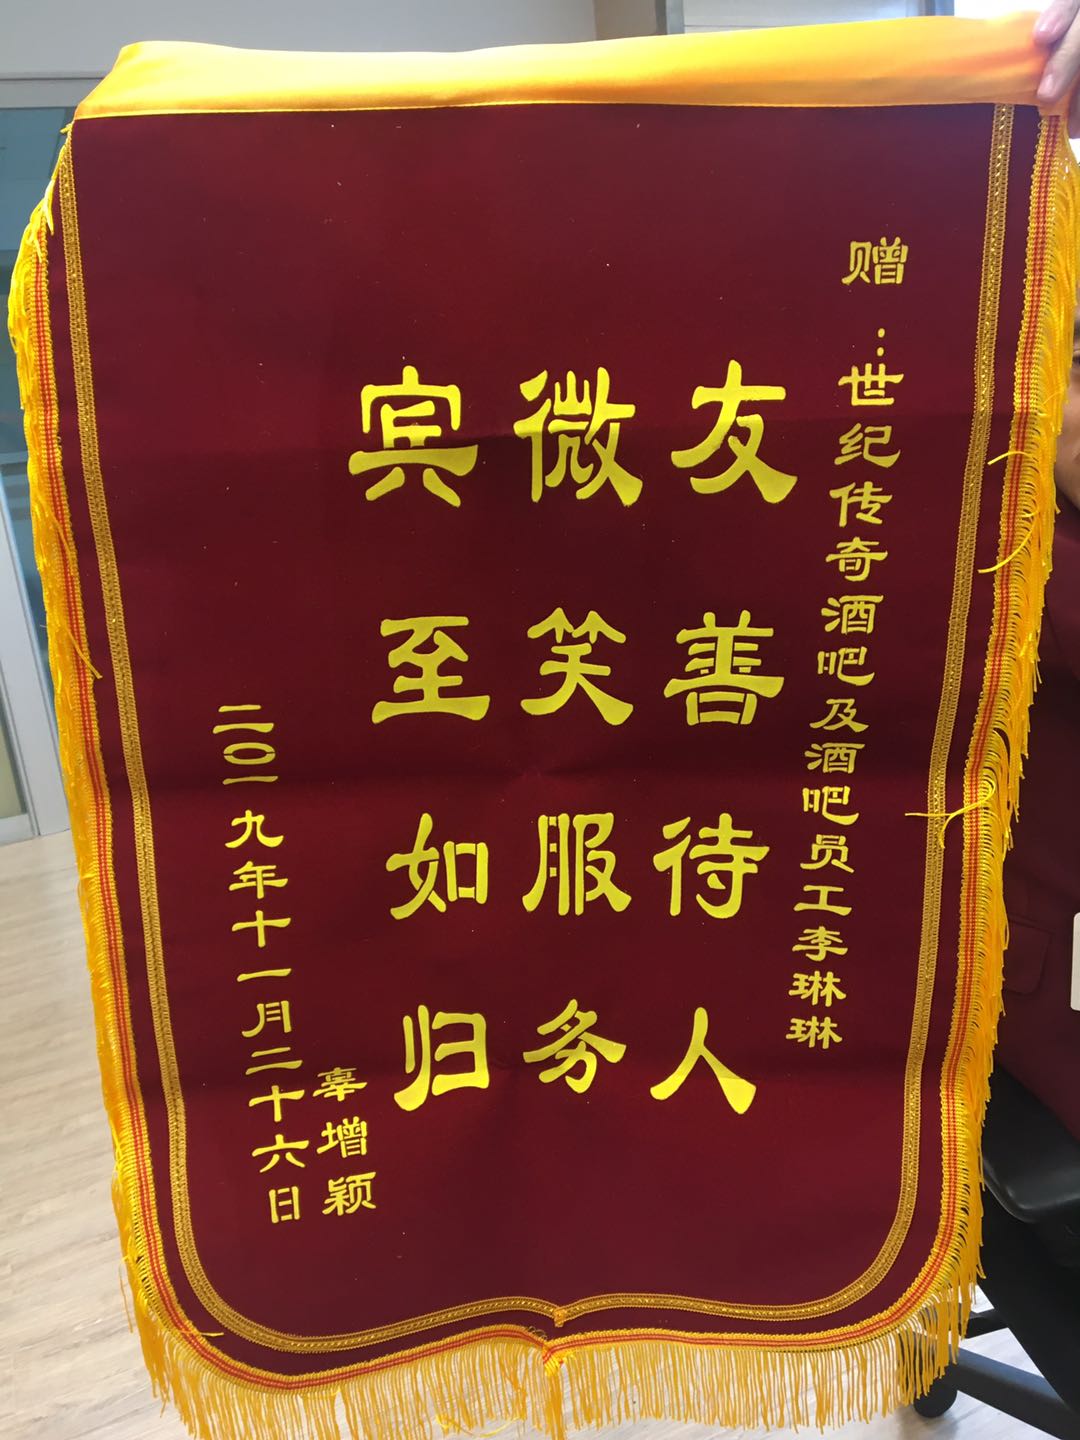 赠：世纪传奇酒吧及酒吧员工李琳琳
友善待人
微笑服务
宾至如归
辜增颖
二〇一九年十一月二十六日